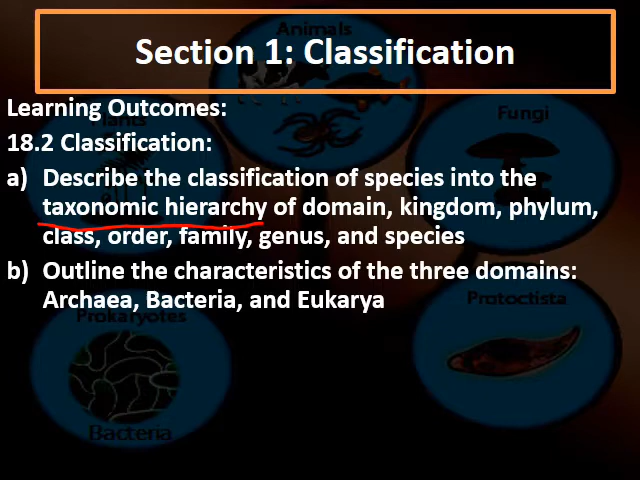 Animals
Section 1: Classification
Learning Outcomes:
Plants
Fungi
18.2 Classification:
a) Describe the classification of species into the
taxonomic hierarchy of domain, kingdom, phylum,
class, order, family, genus, and species
b) Outline the characteristics of the three domains:
Archaea, Bacteria, and Eukarya
Protoctista
Prokaryotes
Bacteria